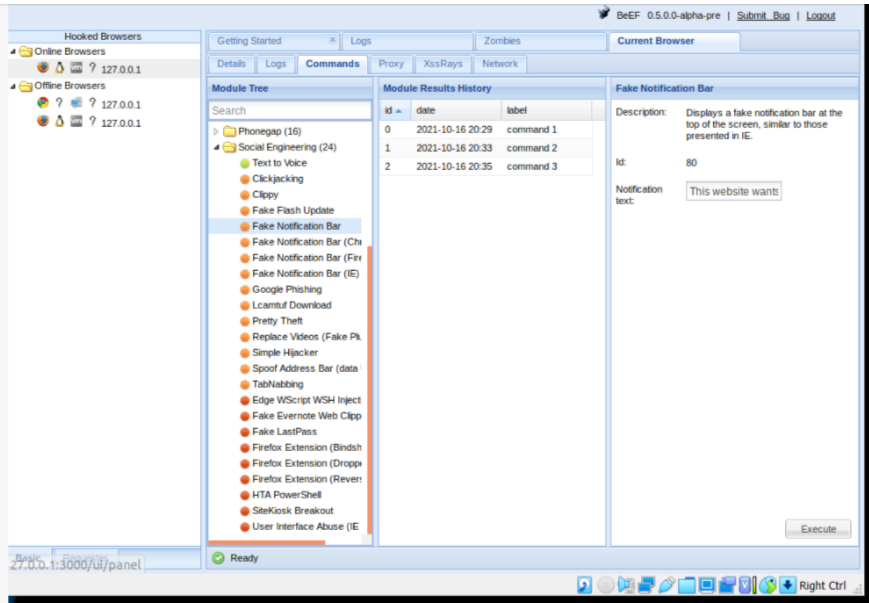 BeEF 0.5.0.0-alpha-pre | Submit Bug | Logout
Hooked Browsers
Online Browsers
? 127.0.0.1
Offline Browsers
? ? 127.0.0.1
? 127.0.0.1
Getting Started Logs Zombies Current Browser
Details Logs Commands Proxy XssRays Network
Module Tree
Search
Phonegap (16)
Social Engineering (24)
Text to Voice
Clickjacking
Clippy
Fake Flash Update
Fake Notification Bar
Fake Notification Bar (Chr
Fake Notification Bar (Fire
Fake Notification Bar (IE)
Google Phishing
Lcamtuf Download
Pretty Theft
Replace Videos (Fake Plu
Simple Hijacker
Spoof Address Bar (data
TabNabbing
Edge WScript WSH Injecti
Fake Evernote Web Clipp
Fake LastPass
Firefox Extension (Bindsh
Firefox Extension (Droppe
Firefox Extension (Revers
HTA PowerShell
SiteKiosk Breakout
User Interface Abuse (IE
Module Results History
id date label
0 2021-10-16 20:29 command 1
1 2021-10-16 20:33 command 2
2 2021-10-16 20:35 command 3
Fake Notification Bar
Description: Displays a fake notification bar at the
top of the screen, similar to those
presented in IE.
Id: 80
Notification
text: This website wants
Execute
Basic Requester
27.0.0.1:3000/ui/panel
Ready
Right Ctrl